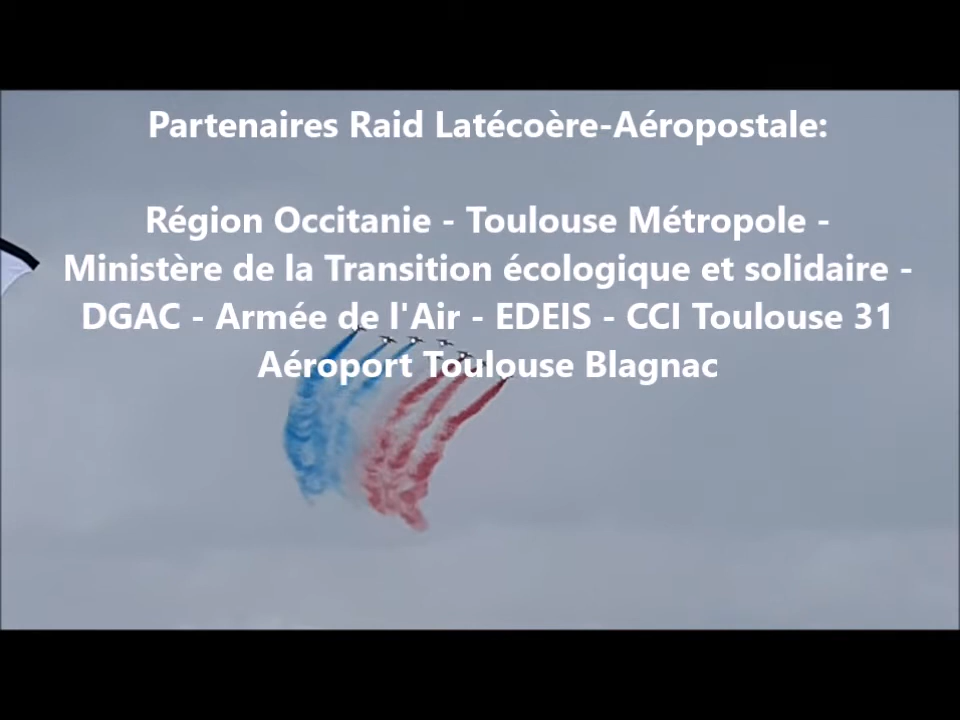 Partenaires Raid Latécoère-Aéropostale:
Région Occitanie - Toulouse Métropole -
Ministère de la Transition écologique et solidaire -
DGAC - Armée de l'Air - EDEIS - CCI Toulouse 31
Aéroport Toulouse Blagnac